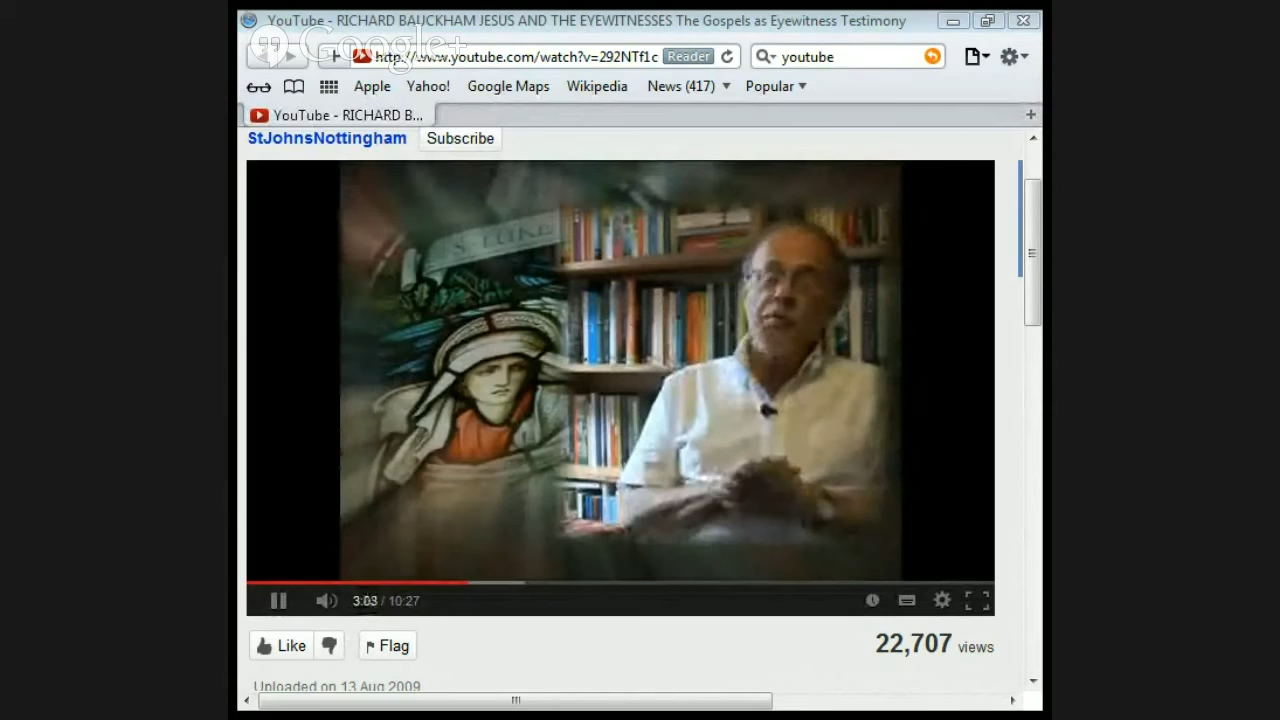 YouTube - RICHARD BAUCKHAM JESUS AND THE EYEWITNESSES The Gospels as Eyewitness Testimony
Google+
http://www.youtube.com/watch?v=292NTf1c Reader youtube
Apple Yahoo! Google Maps Wikipedia News (417) Popular
YouTube - RICHARD B...
StJohnsNottingham Subscribe
S. LUKE
3:03 / 10:27
Like Flag 22,707 views
Uploaded on 13 Aug 2009